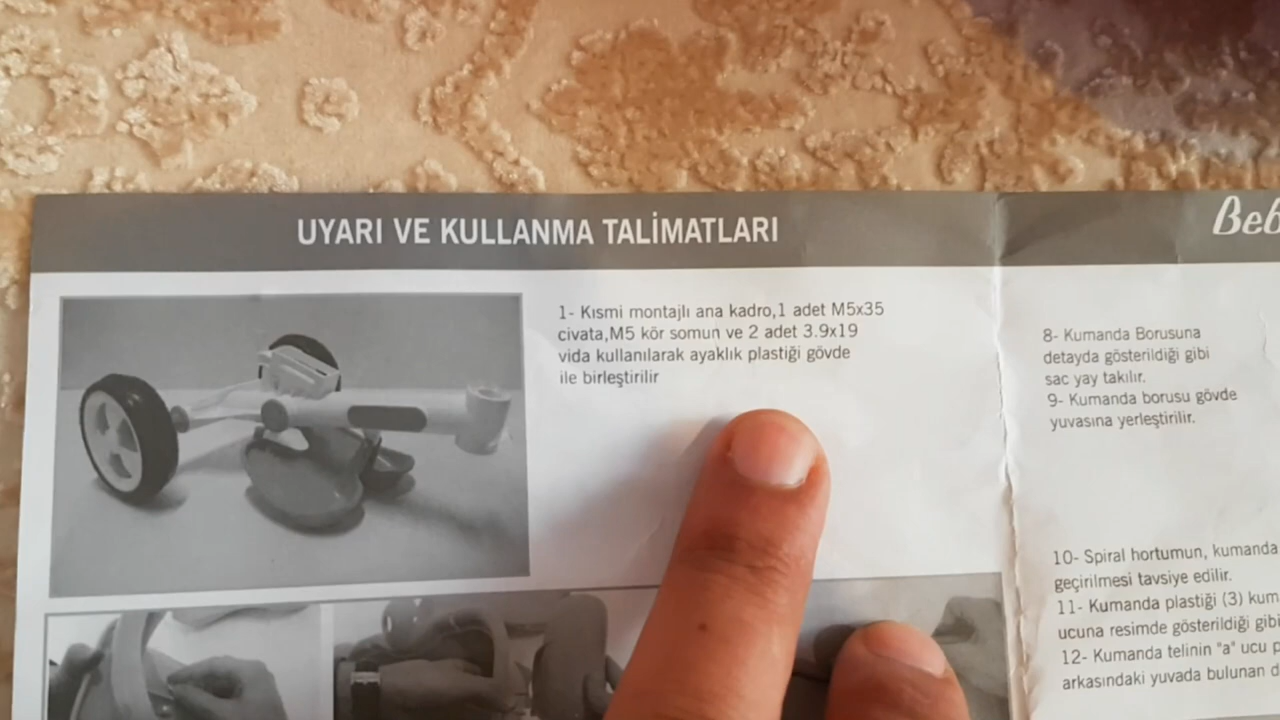 UYARI VE KULLANMA TALİMATLARI
1- Kısmi montajlı ana kadro,1 adet M5x35
civata,M5 kör somun ve 2 adet 3.9x19
vida kullanılarak ayaklık plastiği gövde
ile birleştirilir
8- Kumanda Borusuna
detayda gösterildiği gibi
sac yay takılır.
9- Kumanda borusu gövde
yuvasına yerleştirilir.
10- Spiral hortumun, kumanda
geçirilmesi tavsiye edilir.
11- Kumanda plastiği (3)
ucuna resimde gösterildiği
12- Kumanda telinin "a" ucu
arkasındaki yuvada bulunan